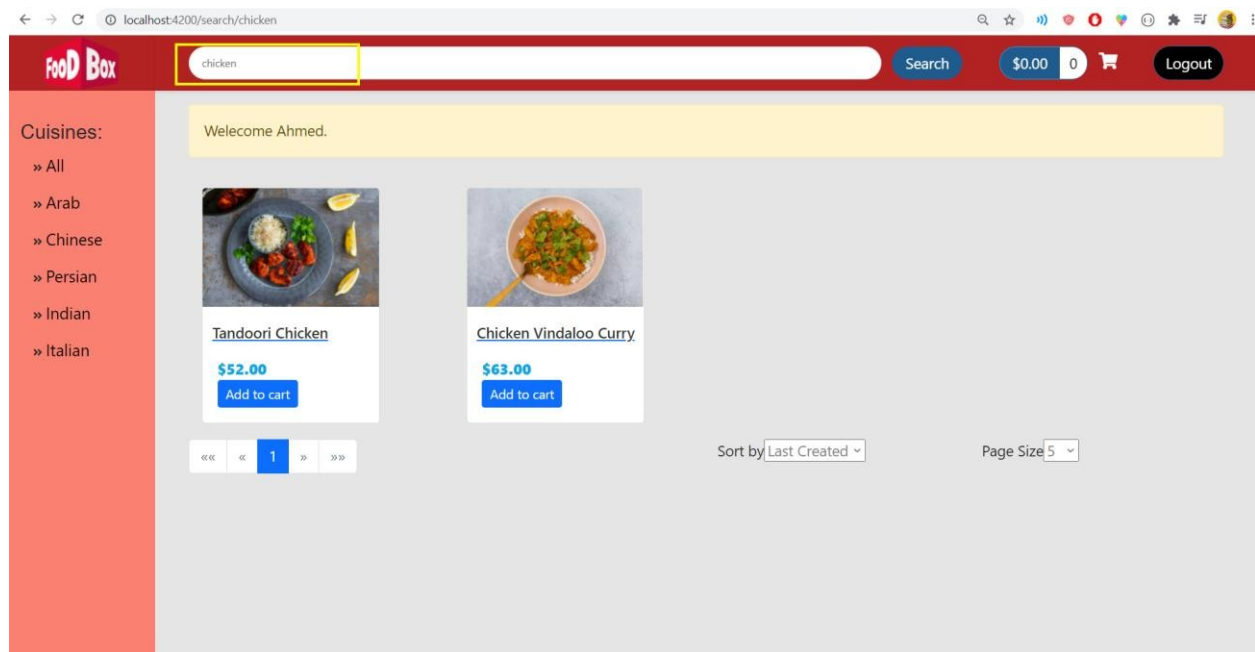 localhost:4200/search/chicken
FooD Box
chicken
Search
$0.00 0
Logout
Cuisines:
» All
» Arab
» Chinese
» Persian
» Indian
» Italian
Welecome Ahmed.
Tandoori Chicken
$52.00
Add to cart
Chicken Vindaloo Curry
$63.00
Add to cart
«« « 1 » »»
Sort by Last Created
Page Size 5